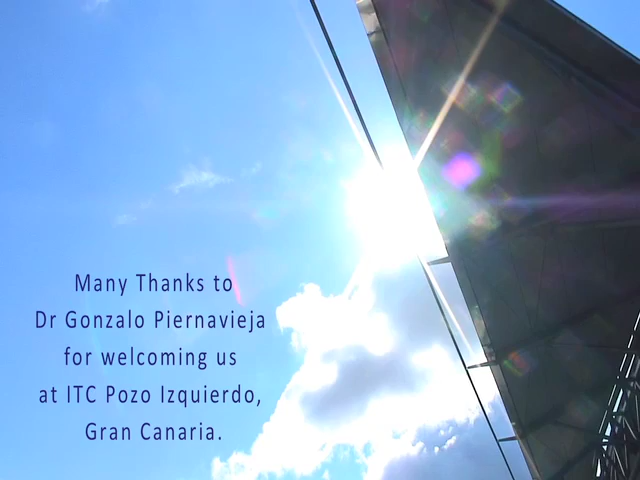 Many Thanks to
Dr Gonzalo Piernavieja
for welcoming us
at ITC Pozo Izquierdo,
Gran Canaria.